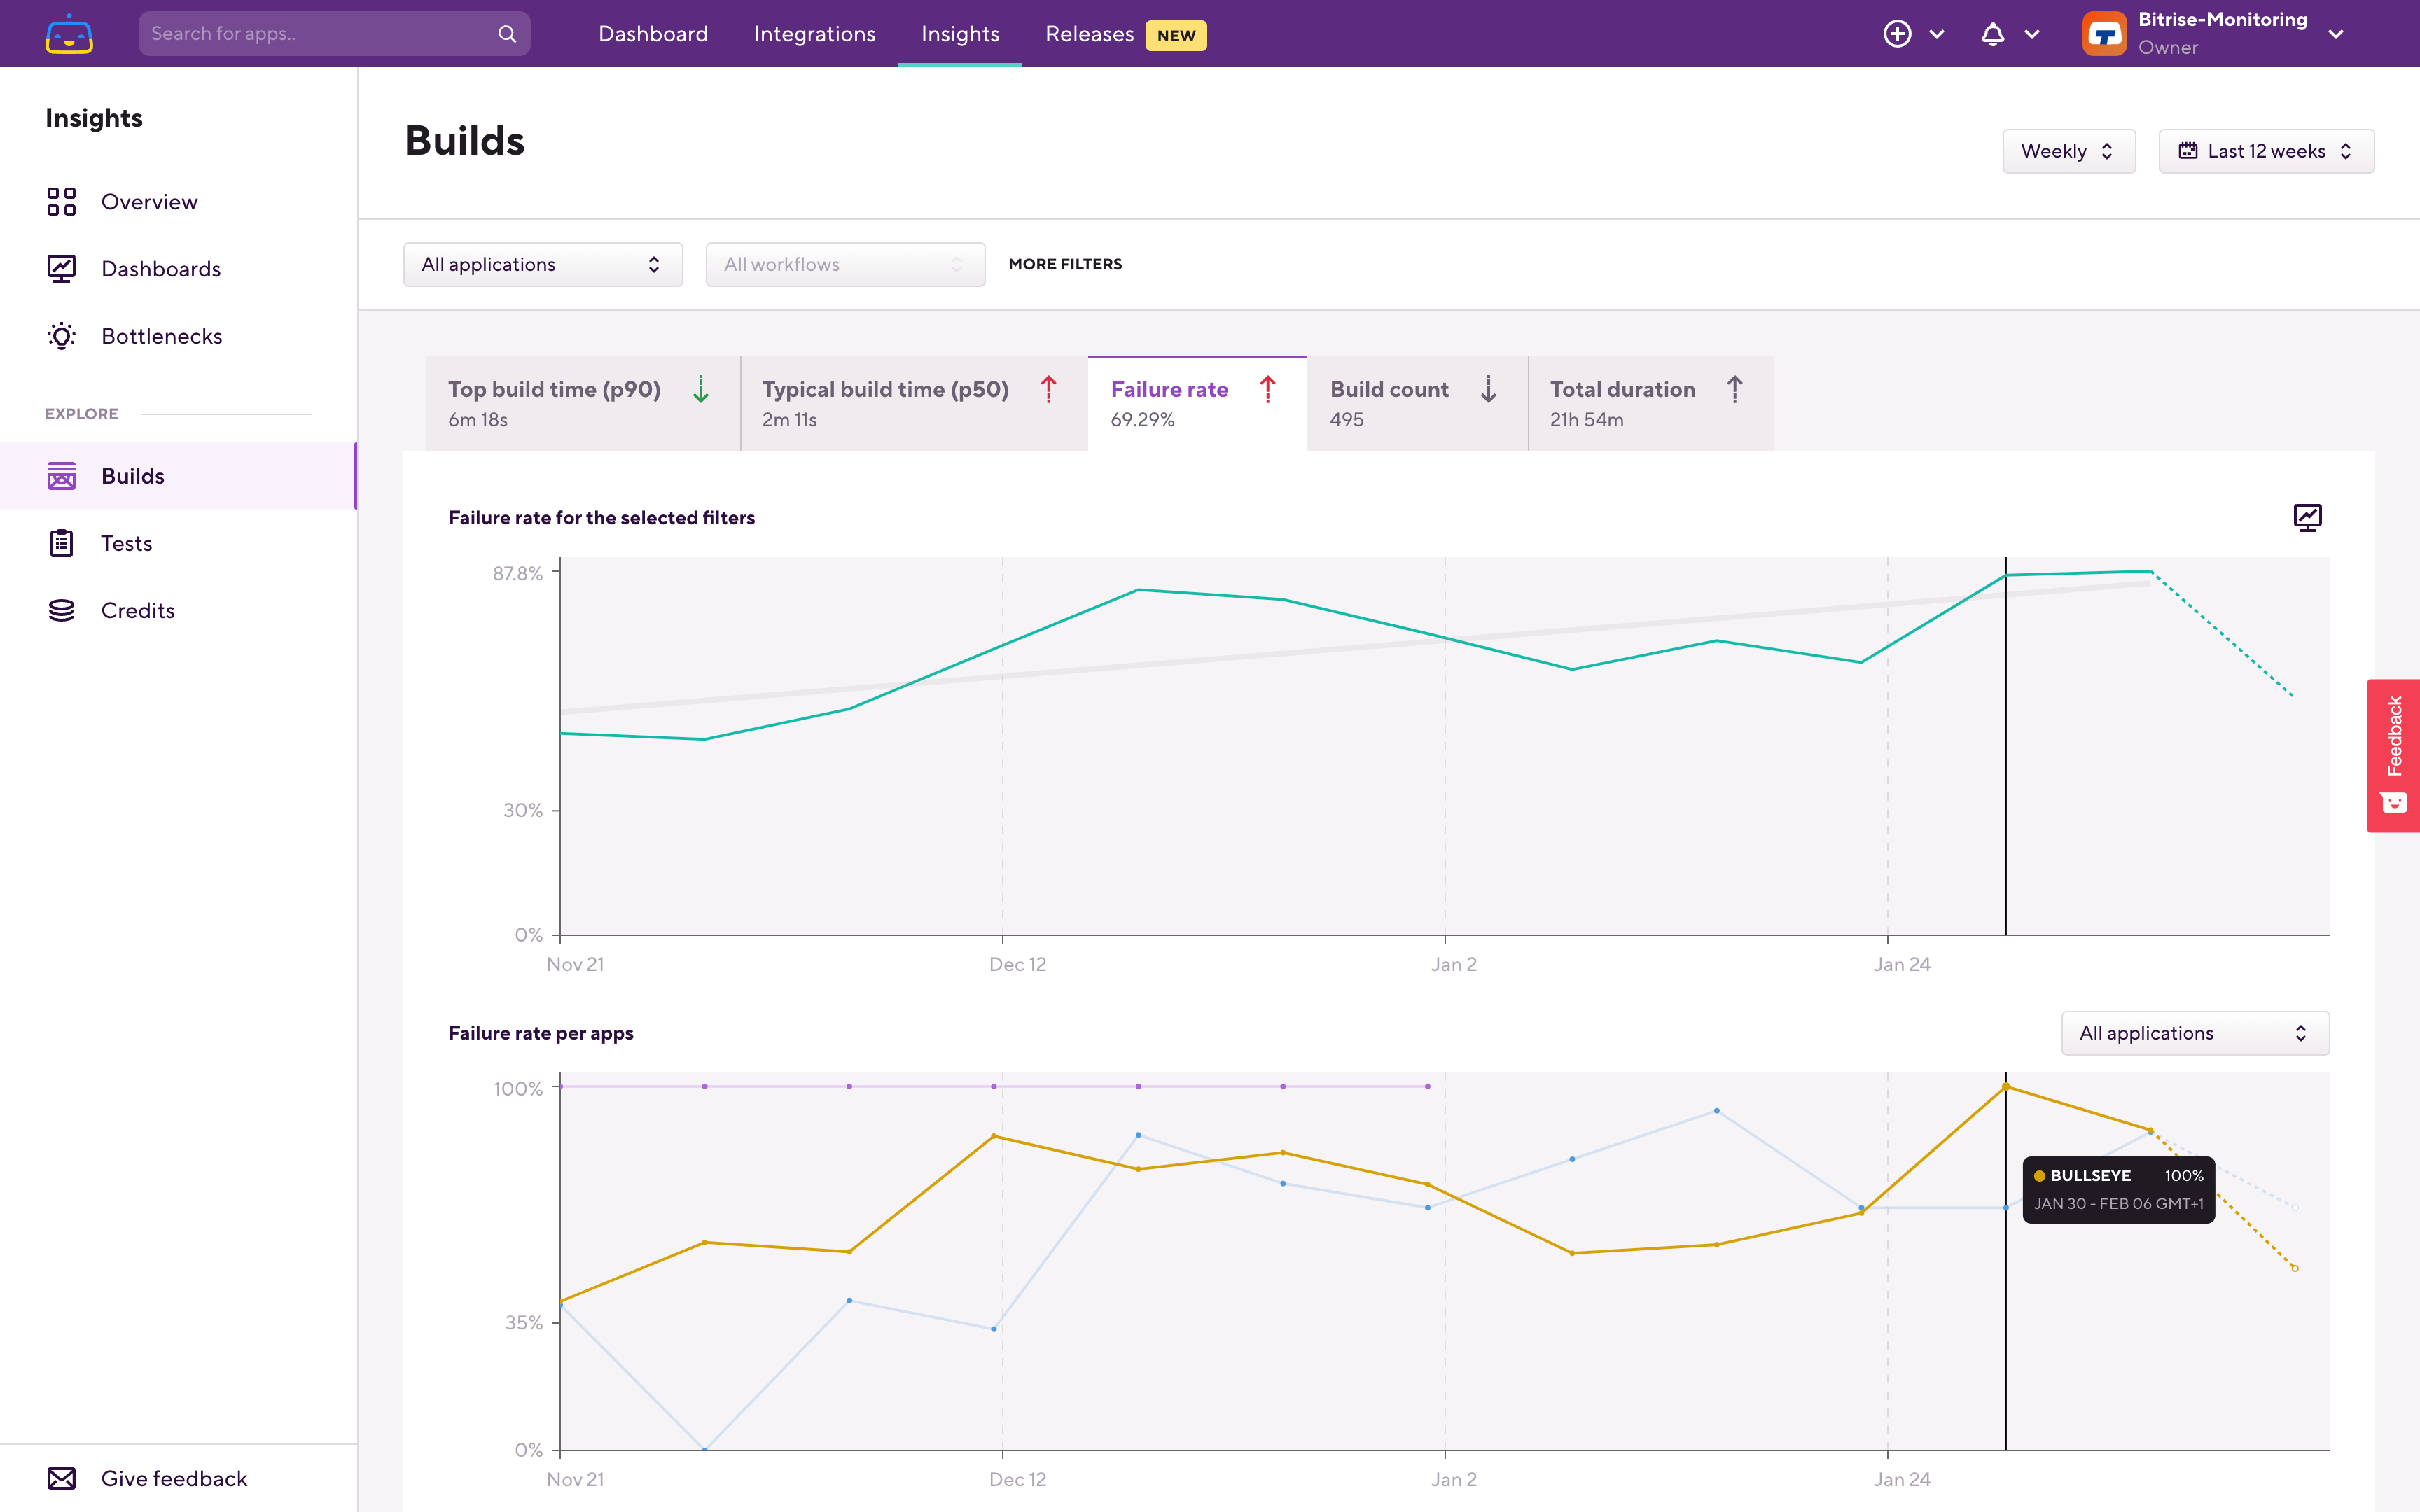 Search for apps..
Dashboard
Integrations
Insights
Releases
NEW
Bitrise-Monitoring
Owner
Insights
Overview
Dashboards
Bottlenecks
EXPLORE
Builds
Tests
Credits
Give feedback
Builds
Weekly
Last 12 weeks
All applications
All workflows
MORE FILTERS
Top build time (p90)
6m 18s
Typical build time (p50)
2m 11s
Failure rate
69.29%
Build count
495
Total duration
21h 54m
Failure rate for the selected filters
87.8%
30%
0%
Nov 21
Dec 12
Jan 2
Jan 24
Failure rate per apps
All applications
100%
35%
0%
BULLSEYE 100%
JAN 30 - FEB 06 GMT+1
Nov 21
Dec 12
Jan 2
Jan 24
Feedback